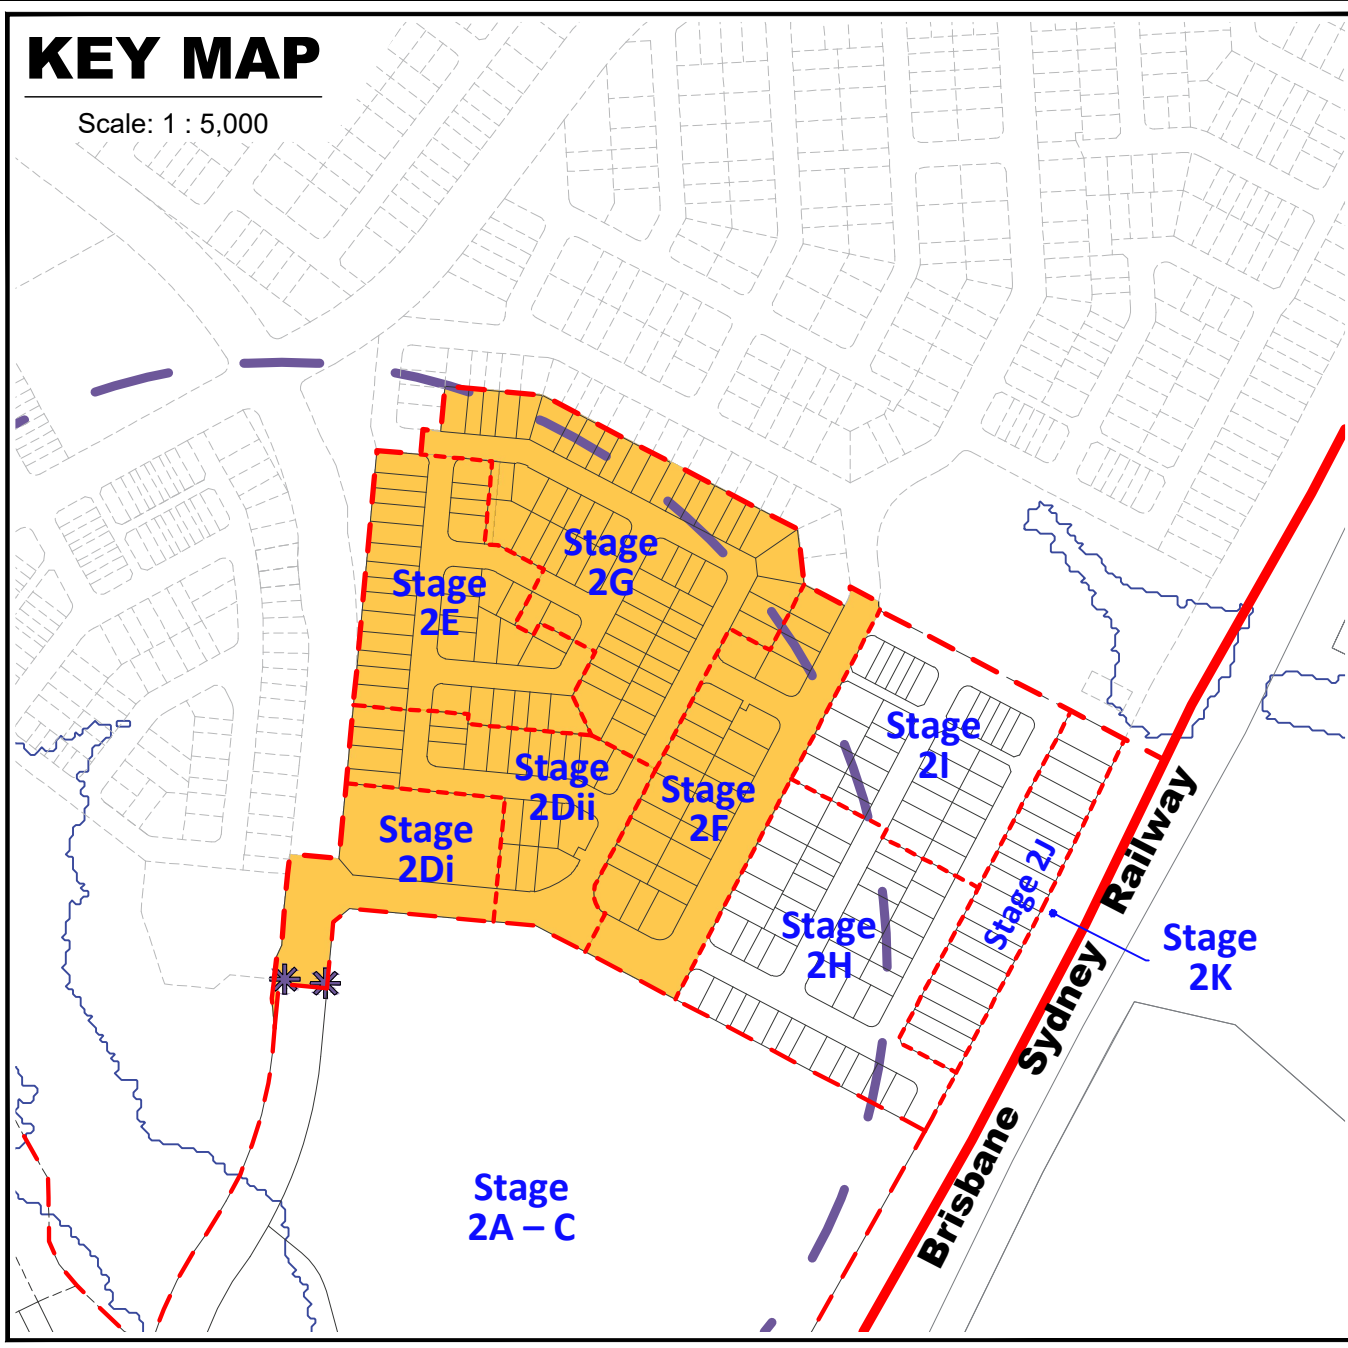 KEY MAP
Scale: 1 : 5,000
Stage
2G
Stage
2E
Stage
2I
Stage
2Dii
Stage
2F
Stage
2Di
Stage 2J
Stage
2H
Stage
2K
Brisbane Sydney Railway
Stage
2A – C